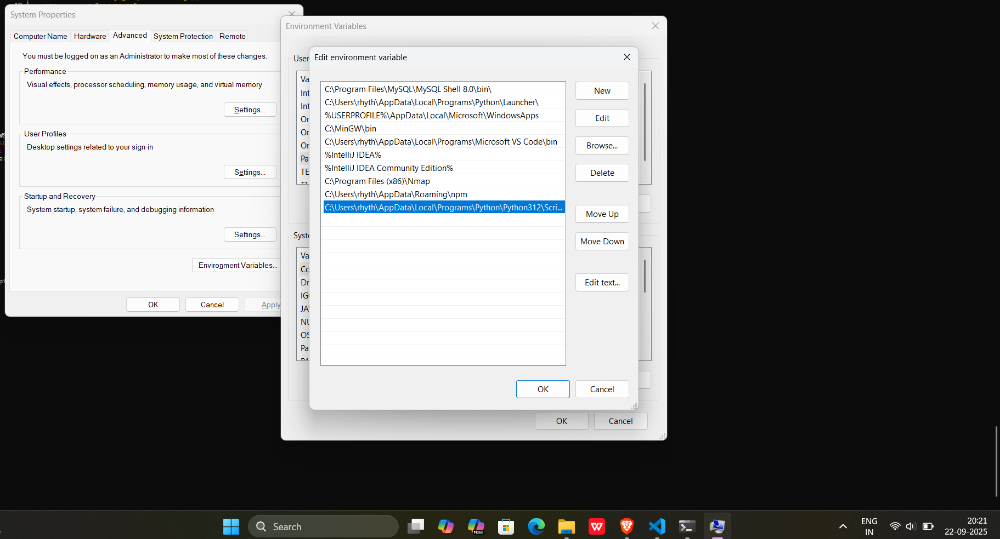 System Properties
Computer Name
Hardware
Advanced
System Protection
Remote
You must be logged on as an Administrator to make most of these changes.
Performance
Visual effects, processor scheduling, memory usage, and virtual memory
Settings...
User Profiles
Desktop settings related to your sign-in
Settings...
Startup and Recovery
System startup, system failure, and debugging information
Settings...
Environment Variables...
OK
Cancel
Apply
Environment Variables
User
Va
Int
Int
Or
Or
Or
Pa
TE
Syste
Va
Co
Dr
IG
JA
NU
OS
Pa
OK
Cancel
Edit environment variable
C:\Program Files\MySQL\MySQL Shell 8.0\bin\
C:\Users\rhyth\AppData\Local\Programs\Python\Launcher\
%USERPROFILE%\AppData\Local\Microsoft\WindowsApps
C:\MinGW\bin
C:\Users\rhyth\AppData\Local\Programs\Microsoft VS Code\bin
%IntelliJ IDEA%
%IntelliJ IDEA Community Edition%
C:\Program Files (x86)\Nmap
C:\Users\rhyth\AppData\Roaming\npm
C:\Users\rhyth\AppData\Local\Programs\Python\Python312\Scri...
New
Edit
Browse...
Delete
Move Up
Move Down
Edit text...
OK
Cancel
Search
M365
ENG
IN
20:21
22-09-2025